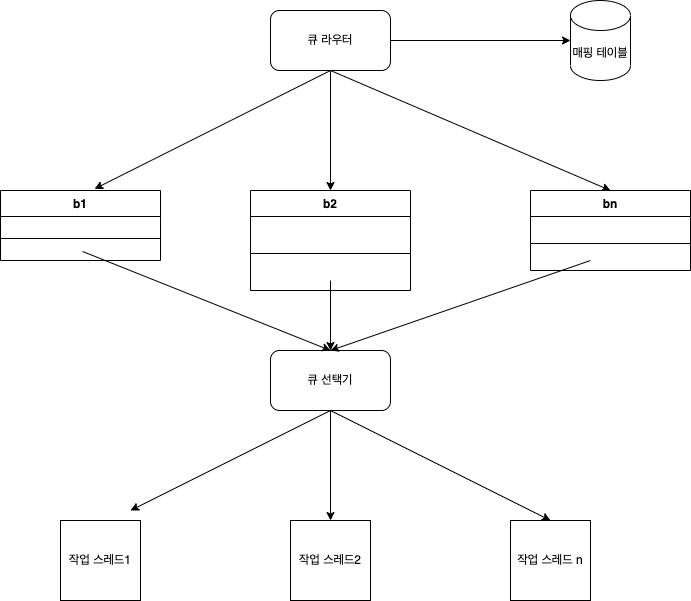 큐 라우터
매핑 테이블
b1
b2
bn
큐 선택기
작업 스레드1
작업 스레드2
작업 스레드 n